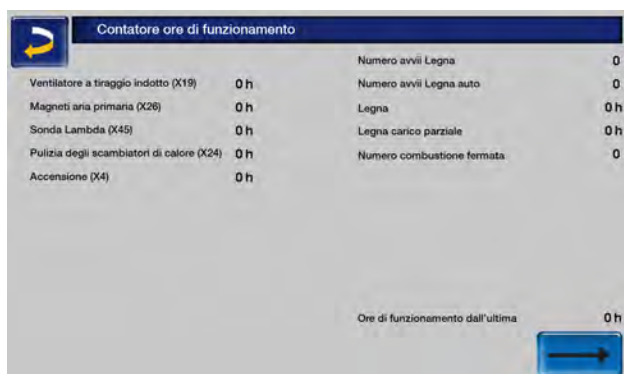 Contatore ore di funzionamento
Numero avvii Legna 0
Ventilatore a tiraggio indotto (X19) 0 h
Numero avvii Legna auto 0
Magneti aria primaria (X26) 0 h
Legna 0 h
Sonda Lambda (X45) 0 h
Legna carico parziale 0 h
Pulizia degli scambiatori di calore (X24) 0 h
Numero combustione fermata 0
Accensione (X4) 0 h
Ore di funzionamento dall'ultima 0 h